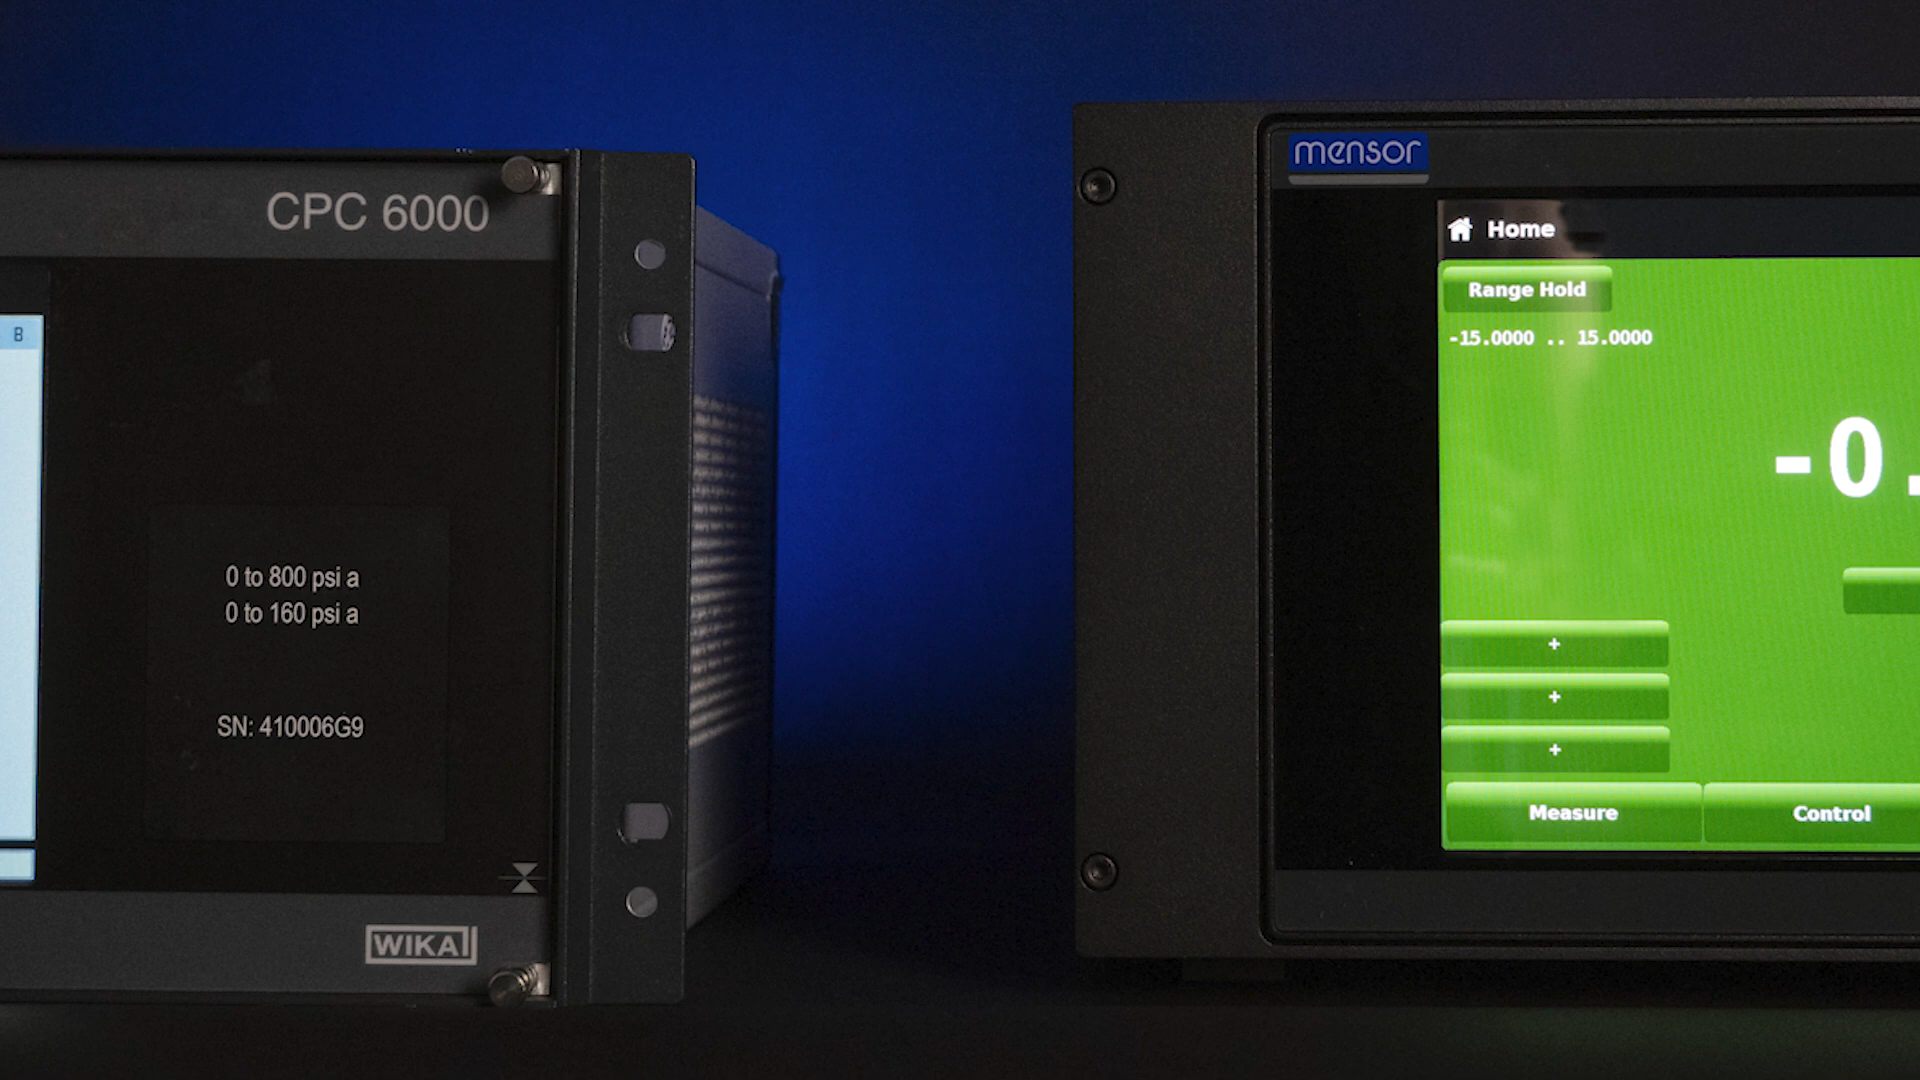 CPC 6000
B
0 to 800 psi a
0 to 160 psi a
SN: 410006G9
WIKA
mensor
Home
Range Hold
-15.0000 .. 15.0000
-0.
+
+
+
Measure
Control